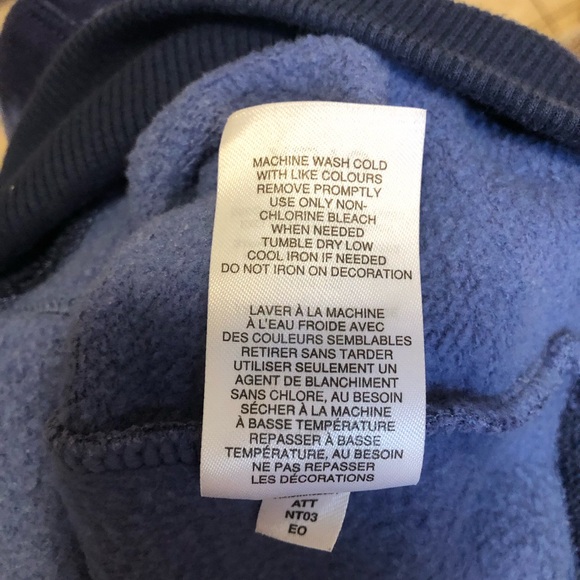 MACHINE WASH COLD
WITH LIKE COLOURS
REMOVE PROMPTLY
USE ONLY NON-
CHLORINE BLEACH
WHEN NEEDED
TUMBLE DRY LOW
COOL IRON IF NEEDED
DO NOT IRON ON DECORATION
LAVER À LA MACHINE
À L'EAU FROIDE AVEC
DES COULEURS SEMBLABLES
RETIRER SANS TARDER
UTILISER SEULEMENT UN
AGENT DE BLANCHIMENT
SANS CHLORE, AU BESOIN
SÉCHER À LA MACHINE
À BASSE TEMPÉRATURE
REPASSER À BASSE
TEMPÉRATURE, AU BESOIN
NE PAS REPASSER
LES DÉCORATIONS
ATT
NT03
EO